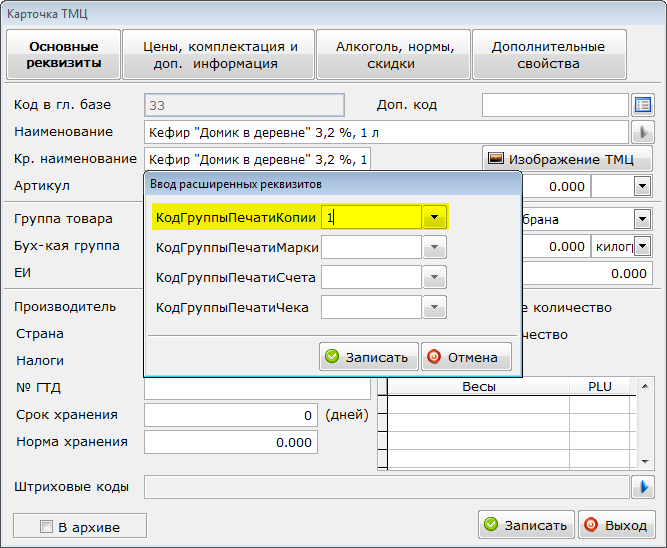 Карточка ТМЦ
Основные реквизиты
Цены, комплектация и доп. информация
Алкоголь, нормы, скидки
Дополнительные свойства
Код в гл. базе 33 Доп. код
Наименование Кефир "Домик в деревне" 3,2 %, 1 л
Кр. наименование Кефир "Домик в деревне" 3,2 %, 1 Изображение ТМЦ
Артикул 0.000
Ввод расширенных реквизитов
КодГруппыПечатиКопии 1
КодГруппыПечатиМарки
КодГруппыПечатиСчета
КодГруппыПечатиЧека
Записать Отмена
Группа товара брана
Бух-кая группа 0.000 килогр
ЕИ 0.000
Производитель е количество
Страна чество
Налоги
№ ГТД
Весы PLU
Срок хранения 0 (дней)
Норма хранения 0.000
Штриховые коды
В архиве Записать Выход